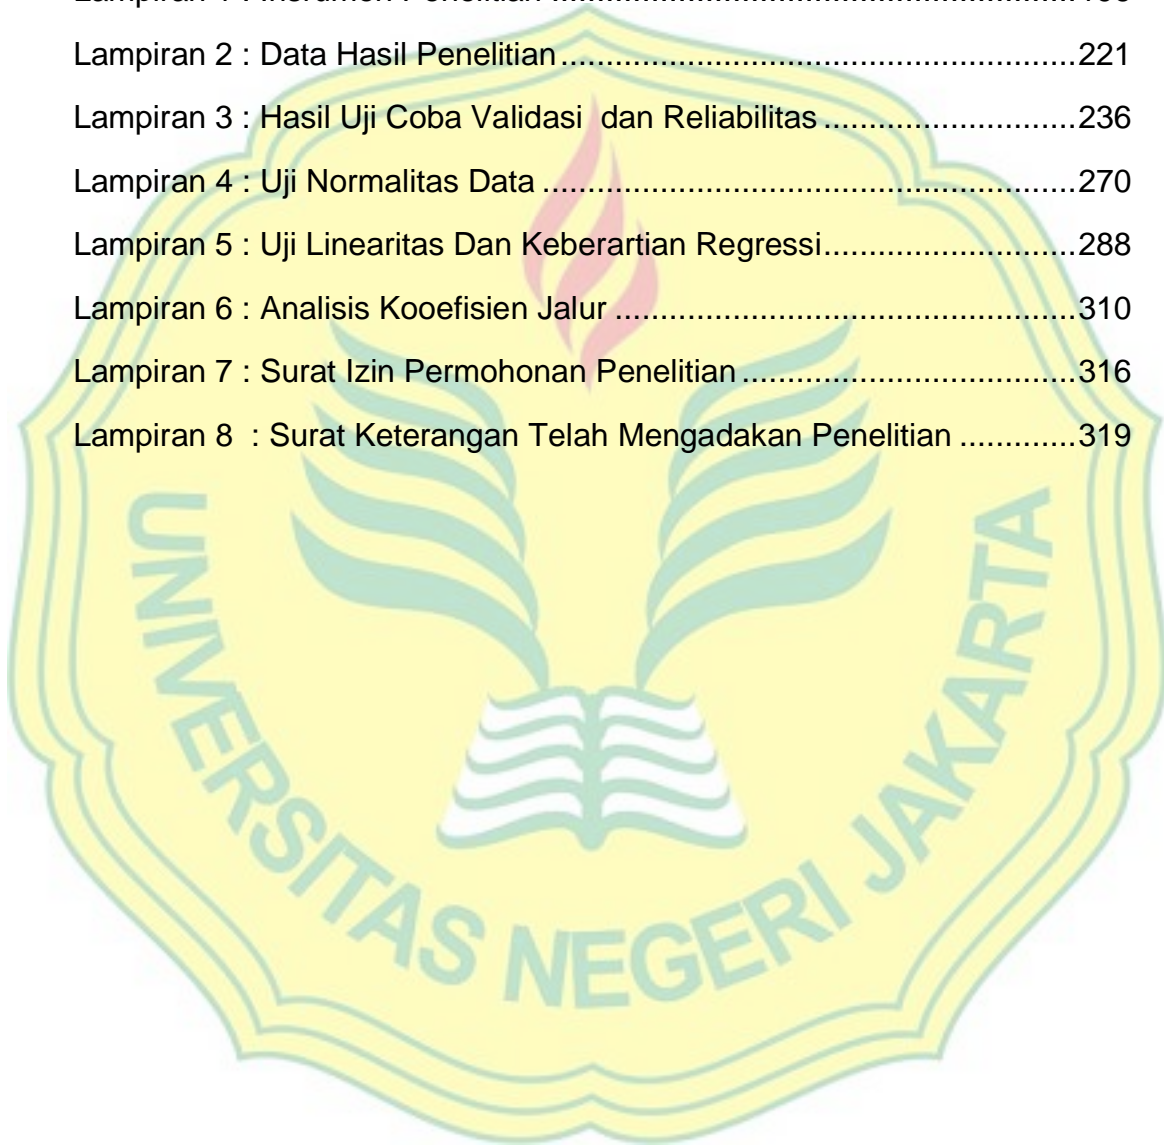 Lampiran 2 : Data Hasil Penelitian ........................................................221
Lampiran 3 : Hasil Uji Coba Validasi  dan Reliabilitas ............................236
Lampiran 4 : Uji Normalitas Data ..........................................................270
Lampiran 5 : Uji Linearitas Dan Keberartian Regressi............................288
Lampiran 6 : Analisis Kooefisien Jalur ...................................................310
Lampiran 7 : Surat Izin Permohonan Penelitian .....................................316
Lampiran 8  : Surat Keterangan Telah Mengadakan Penelitian .............319
UNIVERSITAS NEGERI JAKARTA